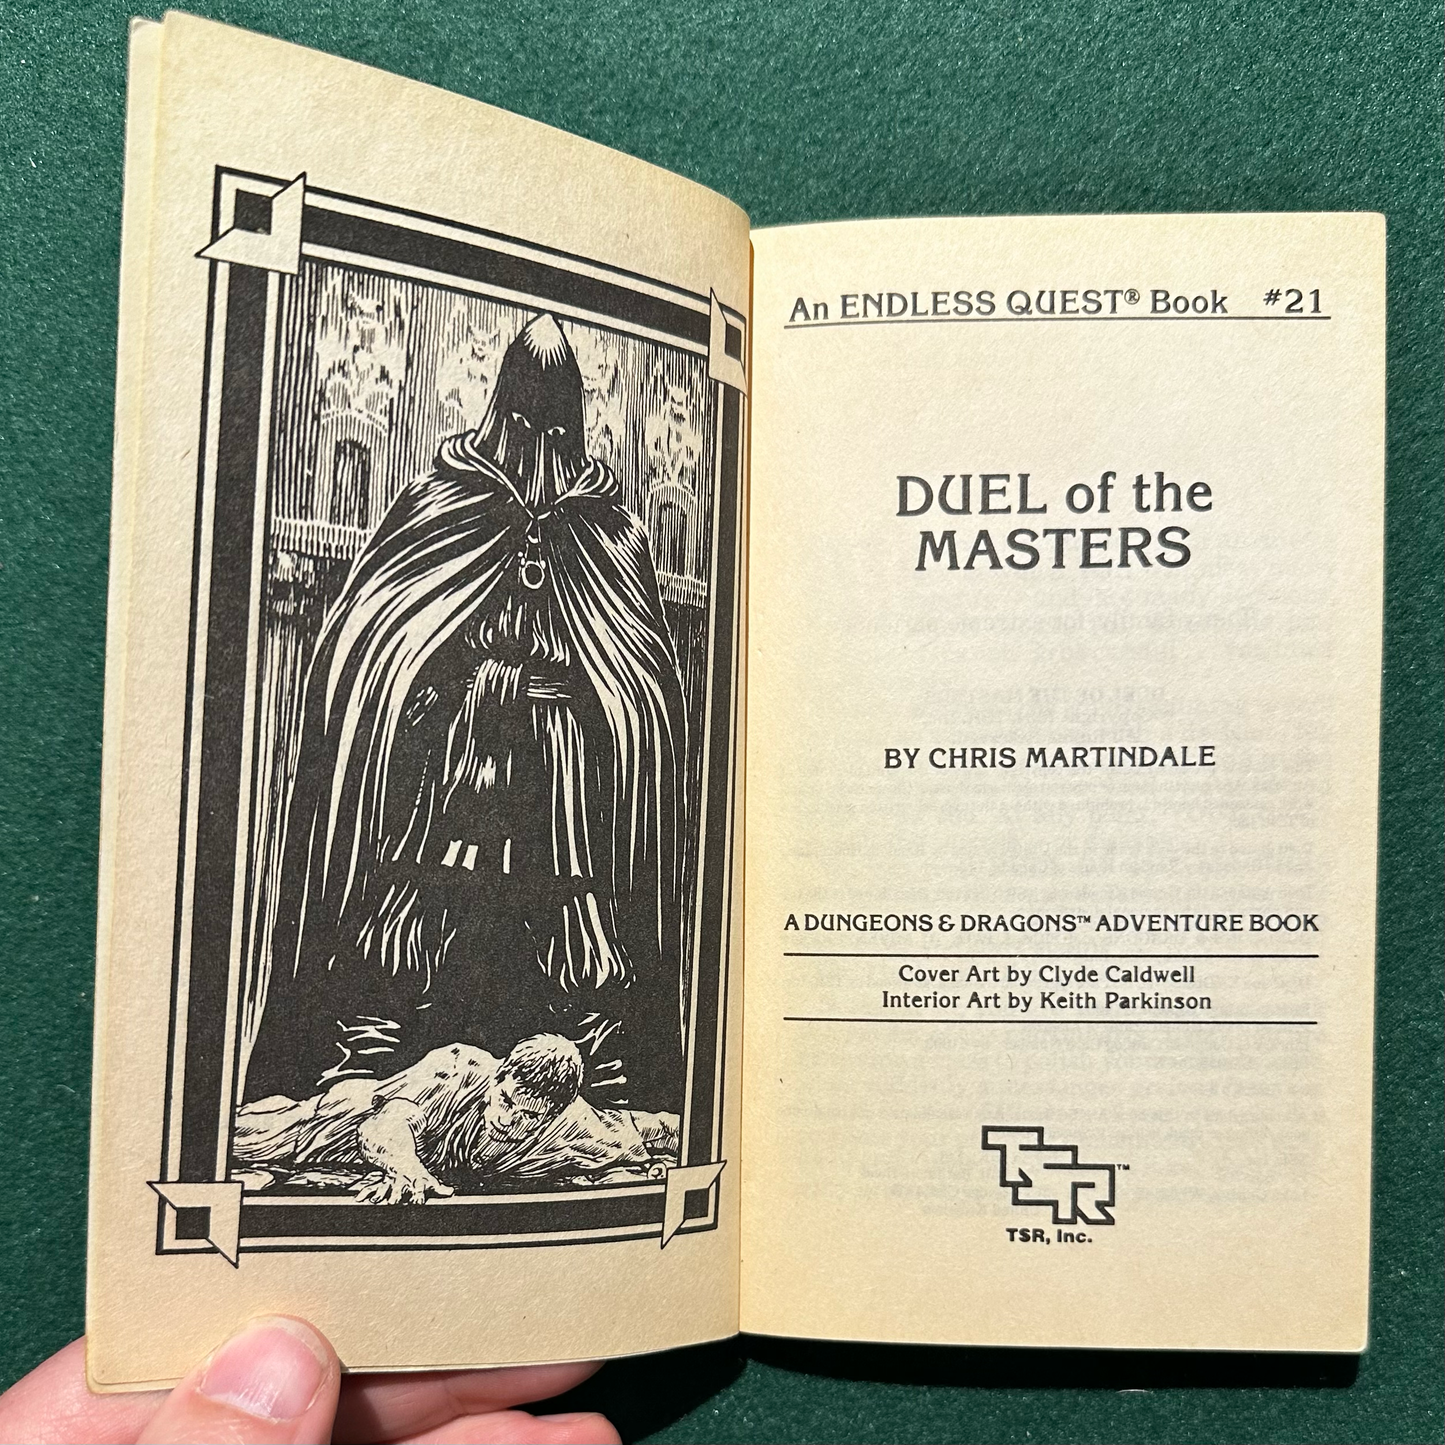 An ENDLESS QUEST® Book #21
DUEL of the
MASTERS
BY CHRIS MARTINDALE
A DUNGEONS & DRAGONS™ ADVENTURE BOOK
Cover Art by Clyde Caldwell
Interior Art by Keith Parkinson
TSR™
TSR, Inc.